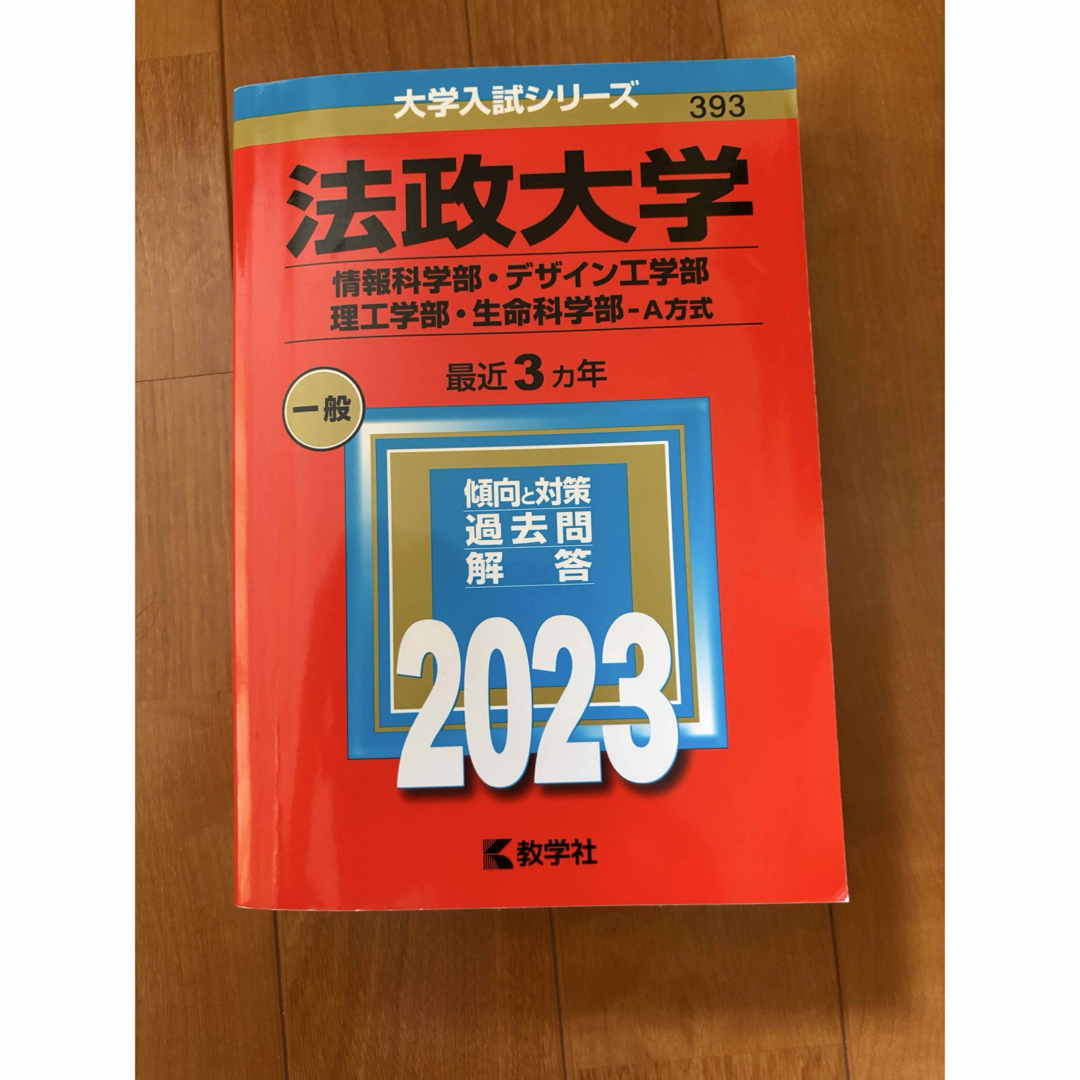 大学入試シリーズ
393
法政大学
情報科学部・デザイン工学部
理工学部・生命科学部-A方式
最近3カ年
一般
傾向と対策
過去問
解答
2023
教学社